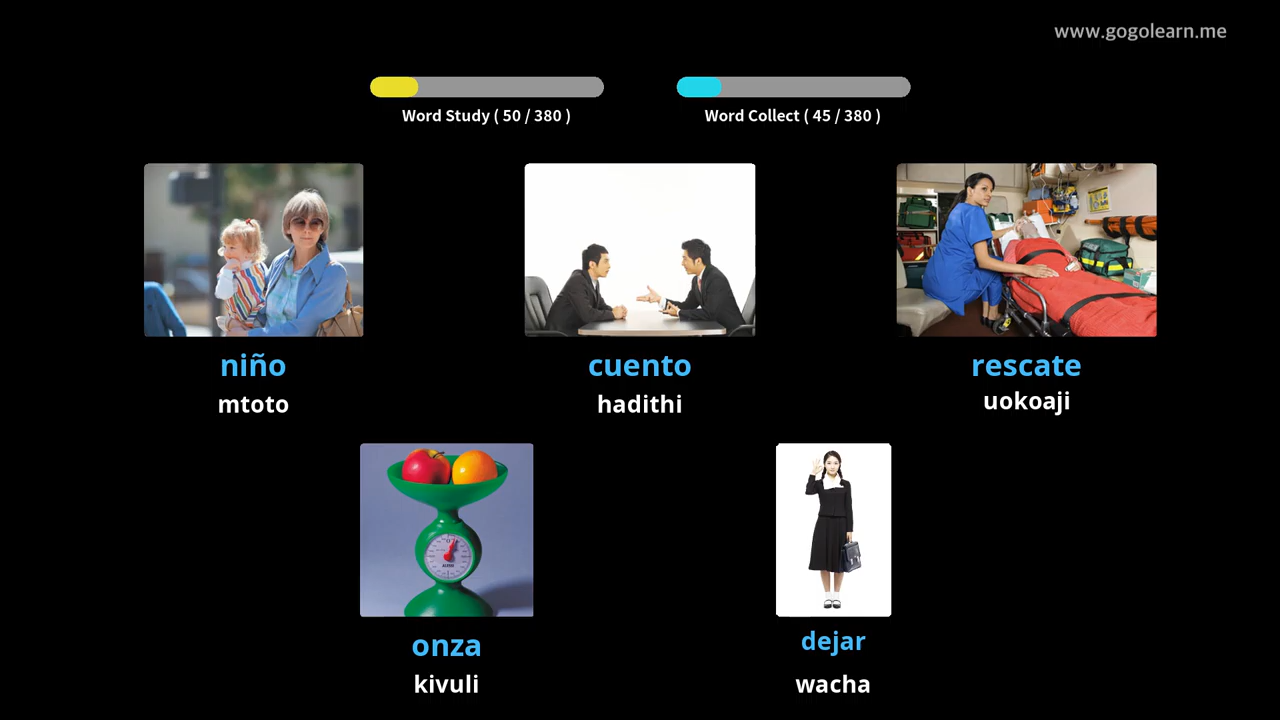 www.gogolearn.me
Word Study ( 50 / 380 )
Word Collect ( 45 / 380 )
niño
mtoto
cuento
hadithi
rescate
uokoaji
onza
kivuli
dejar
wacha